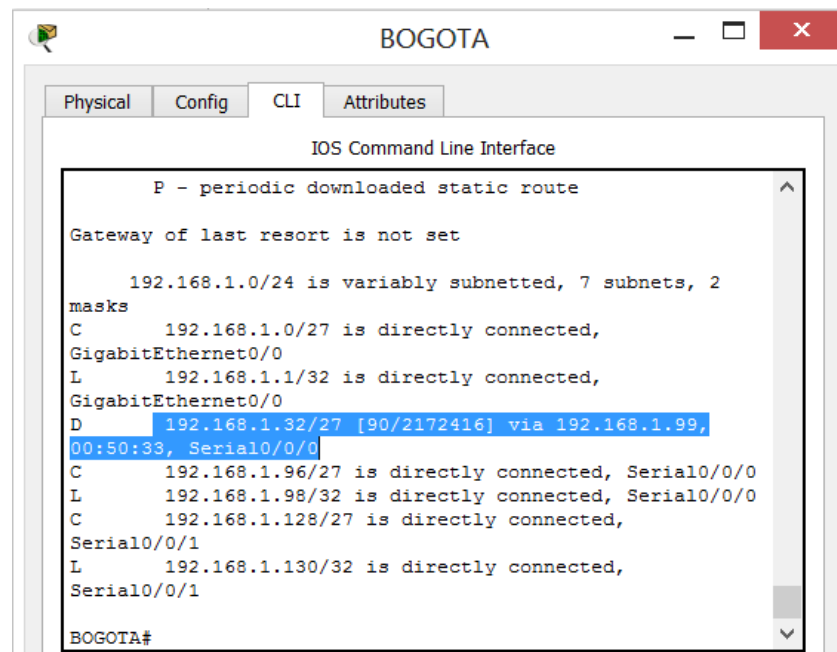 BOGOTA
Physical Config CLI Attributes
IOS Command Line Interface
P - periodic downloaded static route
Gateway of last resort is not set
192.168.1.0/24 is variably subnetted, 7 subnets, 2
masks
C 192.168.1.0/27 is directly connected,
GigabitEthernet0/0
L 192.168.1.1/32 is directly connected,
GigabitEthernet0/0
D 192.168.1.32/27 [90/2172416] via 192.168.1.99,
00:50:33, Serial0/0/0
C 192.168.1.96/27 is directly connected, Serial0/0/0
L 192.168.1.98/32 is directly connected, Serial0/0/0
C 192.168.1.128/27 is directly connected,
Serial0/0/1
L 192.168.1.130/32 is directly connected,
Serial0/0/1
BOGOTA#